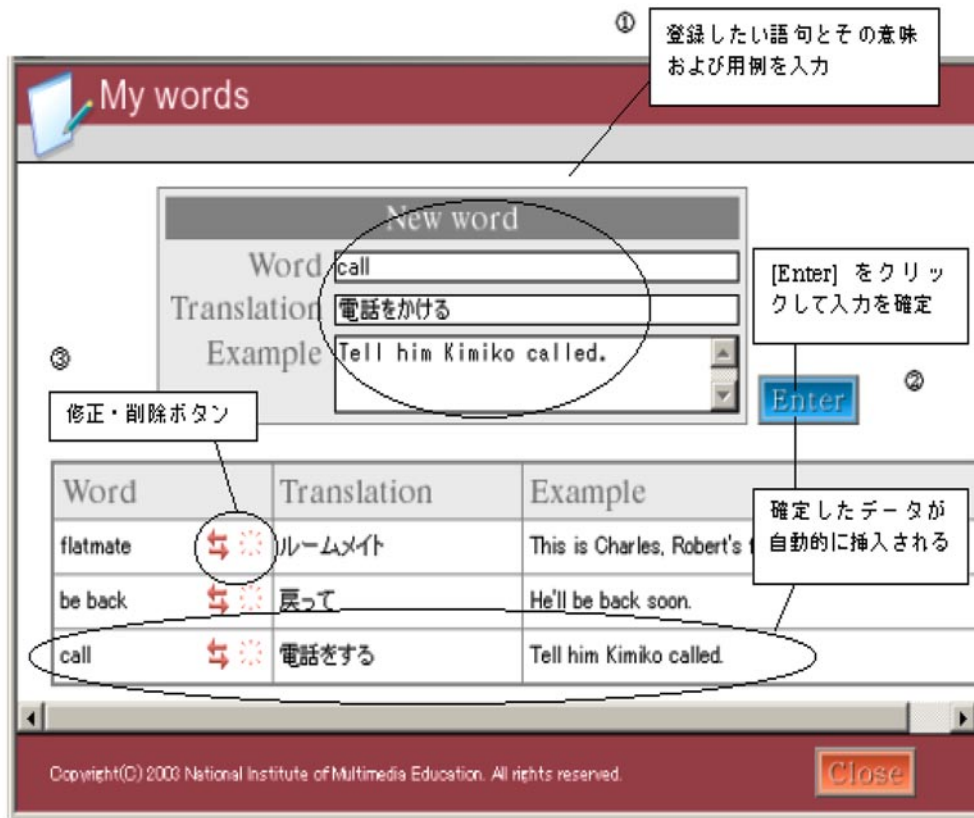 ①
登録したい語句とその意味
および用例を入力
My words
New word
Word call
Translation 電話をかける
Example Tell him Kimiko called.
[Enter] をクリッ
クして入力を確定
②
Enter
③
修正・削除ボタン
Word Translation Example
確定したデータが
自動的に挿入される
flatmate ルームメイト This is Charles, Robert's
be back 戻って He'll be back soon.
call 電話をする Tell him Kimiko called.
Copyright(C) 2003 National Institute of Multimedia Education. All rights reserved.
Close